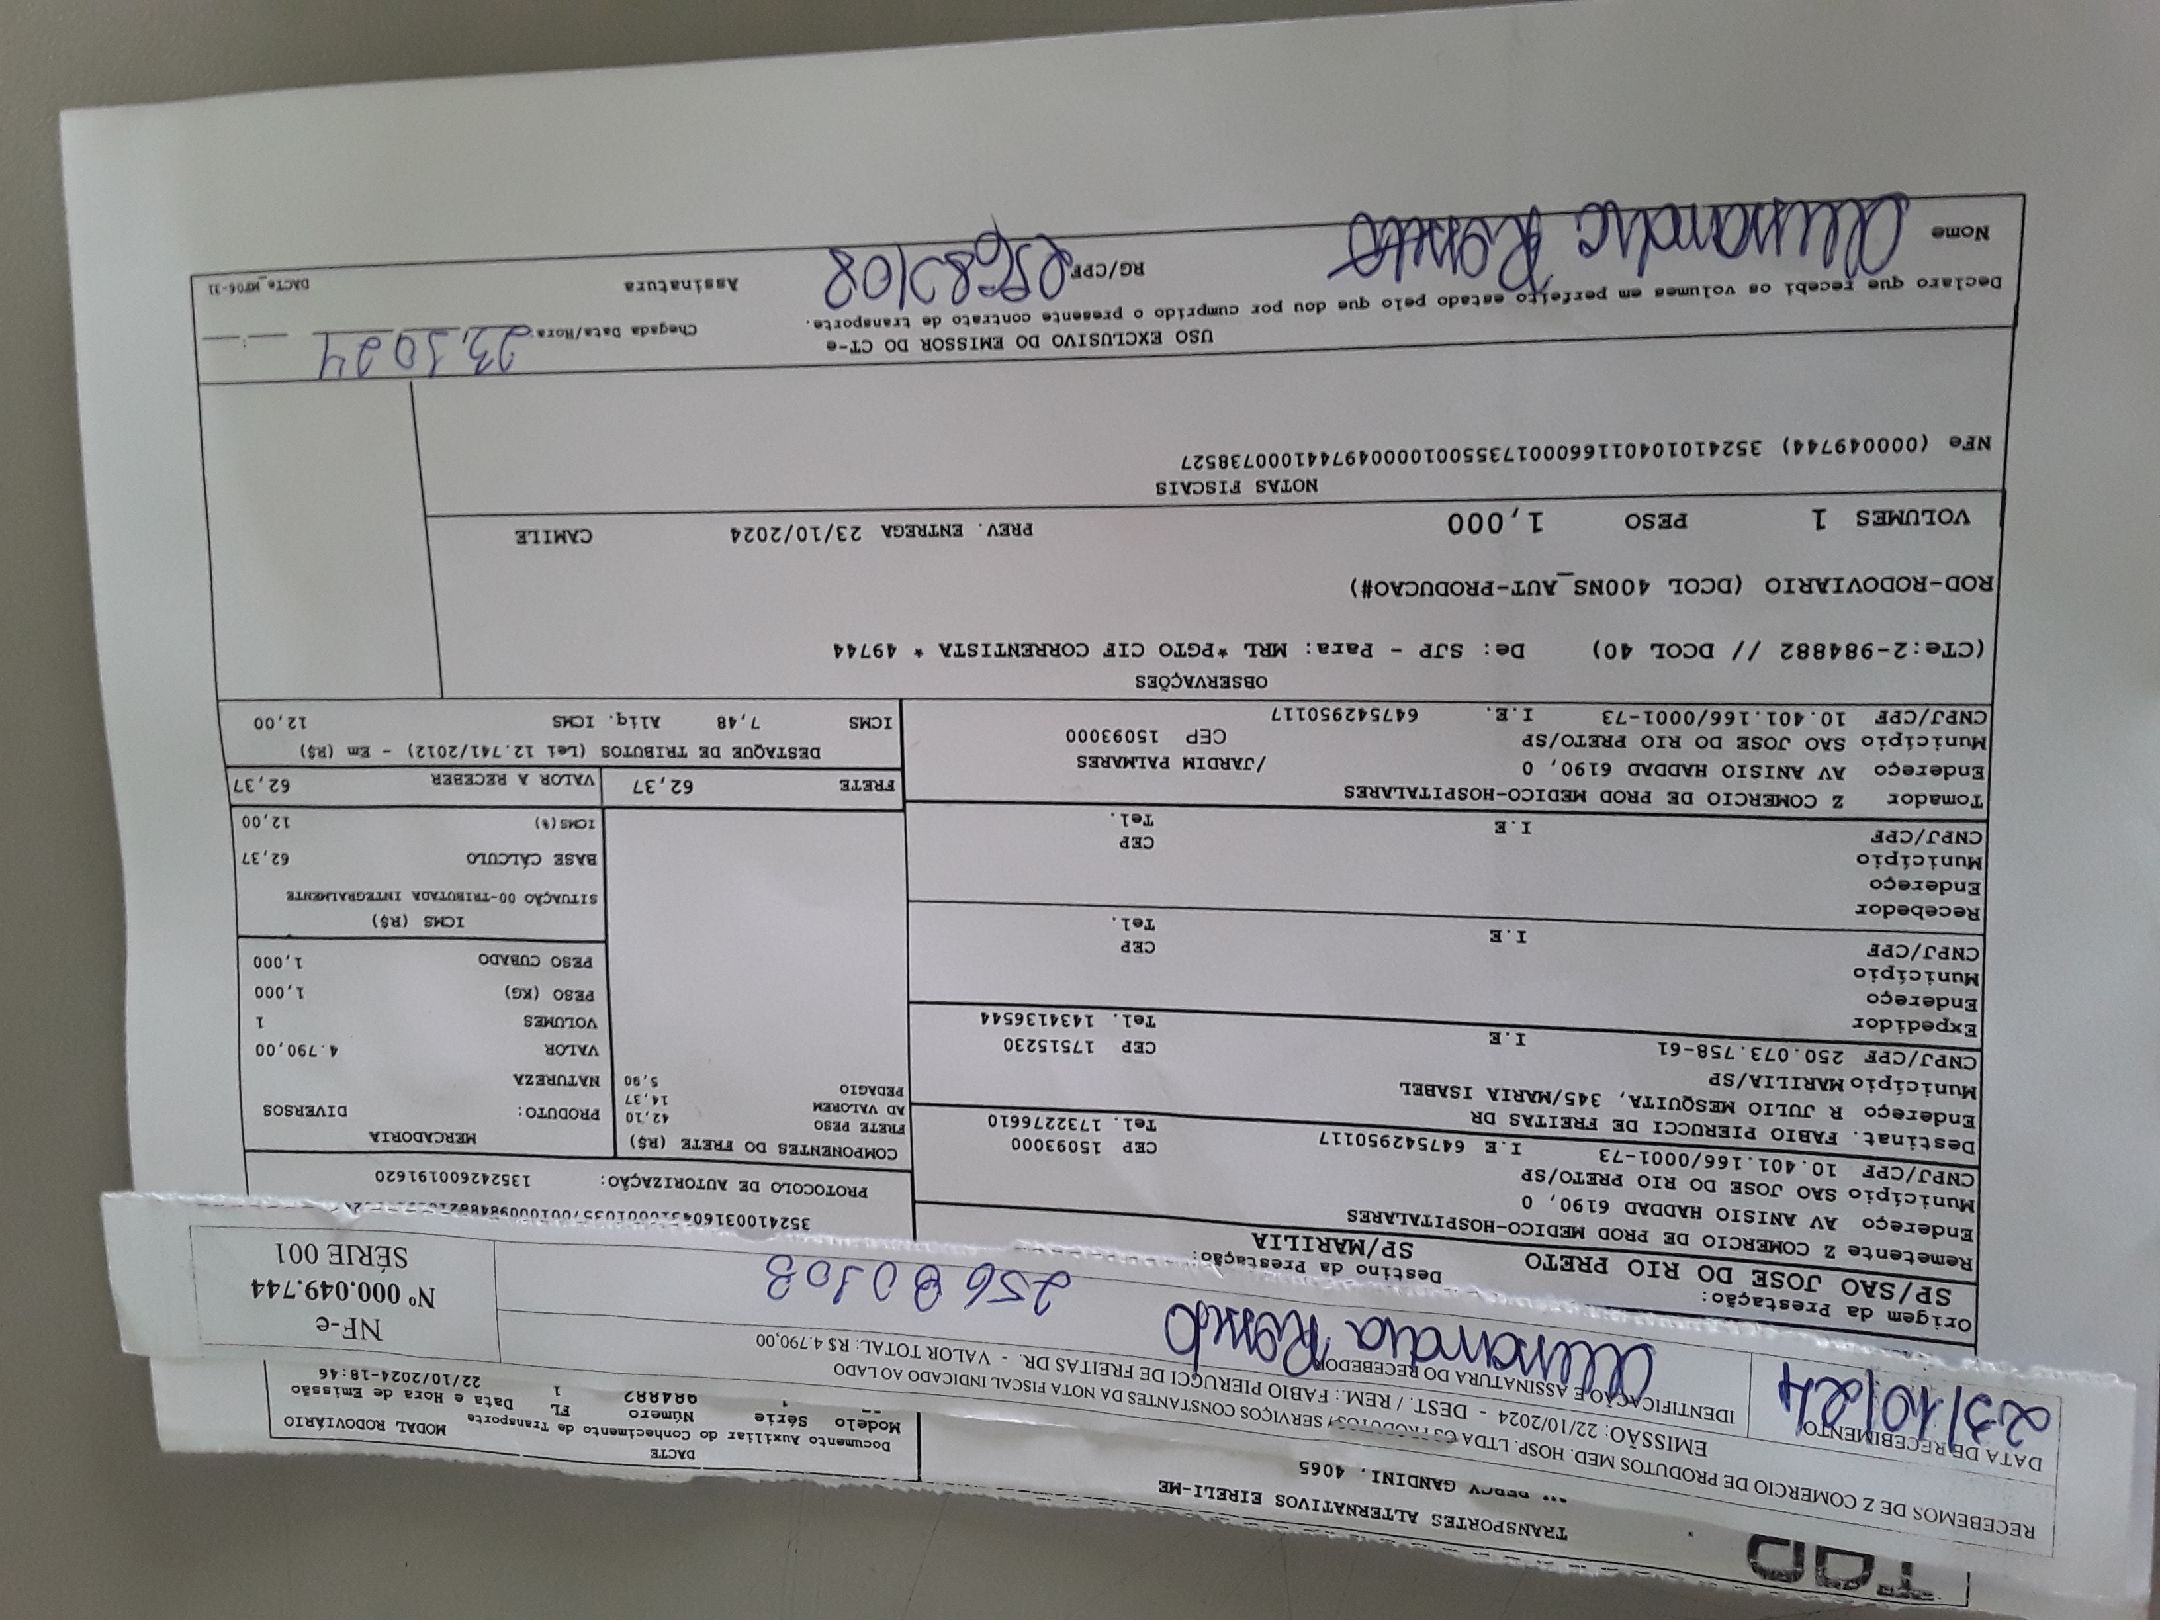 TQD
TRANSPORTES ALTERNATIVOS EIRELI-ME
GANDINI, 4065
DACTE
Documento Auxiliar do Conhecimento de Transporte
MODAL RODOVIÁRIO
Modelo Série Número FL Data e Hora de Emissão
984882 1 22/10/2024-18:46
RECEBEMOS DE Z COMERCIO DE PRODUTOS MED. HOSP. LTDA OS PRODUTOS / SERVIÇOS CONSTANTES DA NOTA FISCAL INDICADO AO LADO
EMISSÃO: 22/10/2024 - DEST. / REM.: FABIO PIERUCCI DE FREITAS DR. - VALOR TOTAL: R$ 4.790,00
DATA DE RECEBIMENTO
23/10/24
IDENTIFICAÇÃO E ASSINATURA DO RECEBEDOR
NF-e
Nº 000.049.744
SÉRIE 001
Origem da Prestação:
SP/SAO JOSE DO RIO PRETO
Destino da Prestação:
SP/MARILIA
Remetente Z COMERCIO DE PROD MEDICO-HOSPITALARES
Endereço AV ANISIO HADDAD 6190, 0
Município SAO JOSE DO RIO PRETO/SP CEP 15093000
CNPJ/CPF 10.401.166/0001-73 I.E 647542950117 Tel. 1732276610
Destinat. FABIO PIERUCCI DE FREITAS DR
Endereço R JULIO MESQUITA, 345/MARIA ISABEL
Município MARILIA/SP CEP 17515230
CNPJ/CPF 250.073.758-61 I.E Tel. 1434136544
Expedidor
Endereço
Município CEP
CNPJ/CPF I.E Tel.
Recebedor
Endereço
Município CEP
CNPJ/CPF I.E Tel.
Tomador Z COMERCIO DE PROD MEDICO-HOSPITALARES
Endereço AV ANISIO HADDAD 6190, 0 /JARDIM PALMARES
Município SAO JOSE DO RIO PRETO/SP CEP 15093000
CNPJ/CPF 10.401.166/0001-73 I.E. 647542950117
PROTOCOLO DE AUTORIZAÇÃO: 135242600191620
COMPONENTES DO FRETE (R$)
FRETE PESO 42,10
AD VALOREM 14,37
PEDAGIO 5,90
MERCADORIA
PRODUTO: DIVERSOS
NATUREZA
VALOR 4.790,00
VOLUMES 1
PESO (KG) 1,000
PESO CUBADO 1,000
ICMS (R$)
SITUAÇÃO 00-TRIBUTADA INTEGRALMENTE
BASE CÁLCULO 62,37
ICMS(%) 12,00
FRETE 62,37 VALOR A RECEBER 62,37
DESTAQUE DE TRIBUTOS (Lei 12.741/2012) - Em (R$)
ICMS 7,48 Aliq. ICMS 12,00
OBSERVAÇÕES
(CTe:2-984882 // DCOL 40) De: SJP - Para: MRL *PGTO CIF CORRENTISTA * 49744
ROD-RODOVIARIO (DCOL 400NS_AUT-PRODUCAO#)
VOLUMES 1 PESO 1,000 PREV. ENTREGA 23/10/2024 CAMILE
NOTAS FISCAIS
NFe (000049744) 35241010401166000173550010000497441000738527
USO EXCLUSIVO DO EMISSOR DO CT-e
Declaro que recebi os volumes em perfeito estado pelo que dou por cumprido o presente contrato de transporte.
Chegada Data/Hora: 23.10 24
Nome
RG/CPF
Assinatura
DACTe_MF06-31